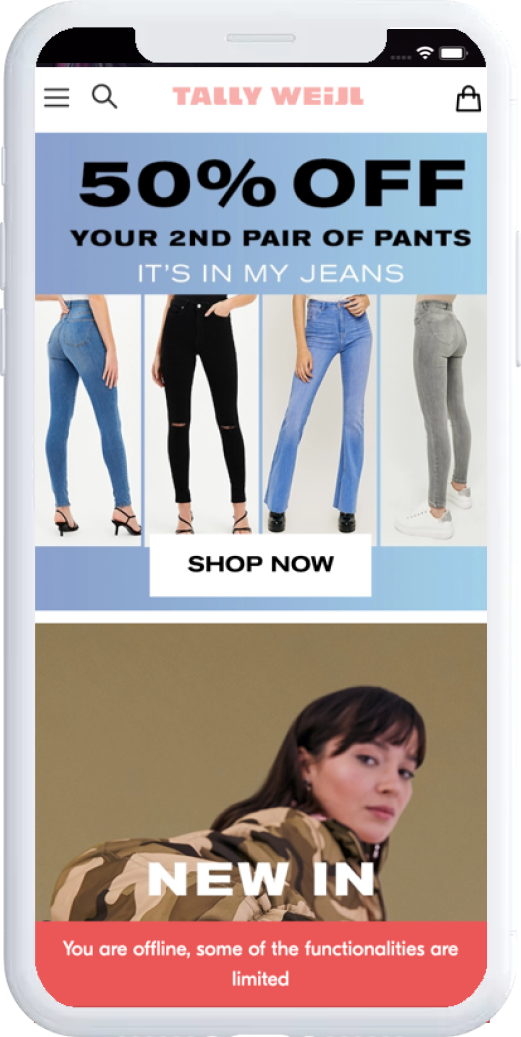 TALLY WEiJL
50% OFF
YOUR 2ND PAIR OF PANTS
IT'S IN MY JEANS
SHOP NOW
NEW IN
You are offline, some of the functionalities are
limited